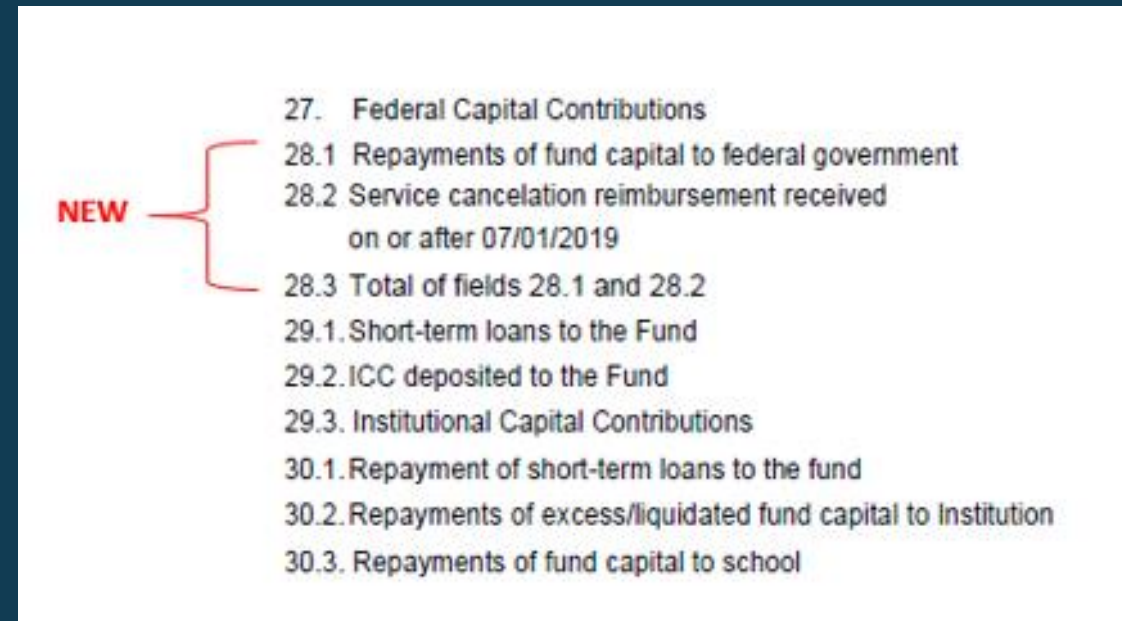 27. Federal Capital Contributions
28.1 Repayments of fund capital to federal government
28.2 Service cancelation reimbursement received
on or after 07/01/2019
NEW
28.3 Total of fields 28.1 and 28.2
29.1. Short-term loans to the Fund
29.2. ICC deposited to the Fund
29.3. Institutional Capital Contributions
30.1. Repayment of short-term loans to the fund
30.2. Repayments of excess/liquidated fund capital to Institution
30.3. Repayments of fund capital to school